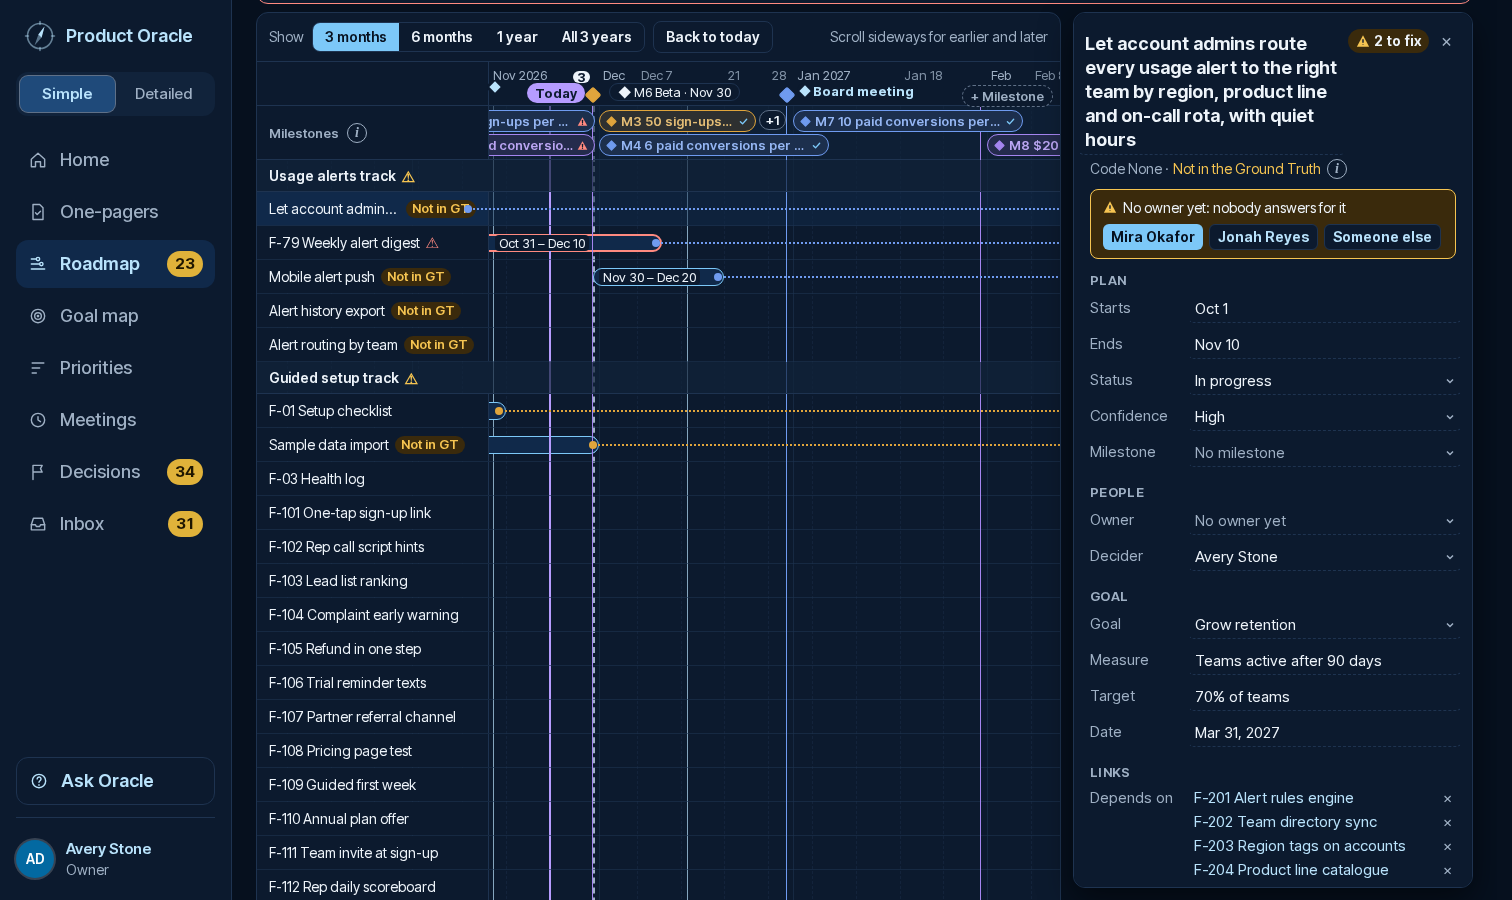 Product Oracle
Simple
Detailed
Home
One-pagers
Roadmap
23
Goal map
Priorities
Meetings
Decisions
34
Inbox
31
Ask Oracle
AD
Avery Stone
Owner
Show
3 months
6 months
1 year
All 3 years
Back to today
Scroll sideways for earlier and later
Nov 2026
3
Dec
Dec 7
21
28
Jan 2027
Jan 18
Feb
Today
M6 Beta · Nov 30
Board meeting
+ Milestone
Milestones
i
gn-ups per ...
M3 50 sign-ups...
+1
M7 10 paid conversions per...
d conversio...
M4 6 paid conversions per ...
M8 $20
Usage alerts track
Let account admin...
Not in GT
F-79 Weekly alert digest
Oct 31 – Dec 10
Mobile alert push
Not in GT
Nov 30 – Dec 20
Alert history export
Not in GT
Alert routing by team
Not in GT
Guided setup track
F-01 Setup checklist
Sample data import
Not in GT
F-03 Health log
F-101 One-tap sign-up link
F-102 Rep call script hints
F-103 Lead list ranking
F-104 Complaint early warning
F-105 Refund in one step
F-106 Trial reminder texts
F-107 Partner referral channel
F-108 Pricing page test
F-109 Guided first week
F-110 Annual plan offer
F-111 Team invite at sign-up
F-112 Rep daily scoreboard
Let account admins route
every usage alert to the right
team by region, product line
and on-call rota, with quiet
hours
2 to fix
×
Code None · Not in the Ground Truth
i
No owner yet: nobody answers for it
Mira Okafor
Jonah Reyes
Someone else
PLAN
Starts
Oct 1
Ends
Nov 10
Status
In progress
Confidence
High
Milestone
No milestone
PEOPLE
Owner
No owner yet
Decider
Avery Stone
GOAL
Goal
Grow retention
Measure
Teams active after 90 days
Target
70% of teams
Date
Mar 31, 2027
LINKS
Depends on
F-201 Alert rules engine
×
F-202 Team directory sync
×
F-203 Region tags on accounts
×
F-204 Product line catalogue
×